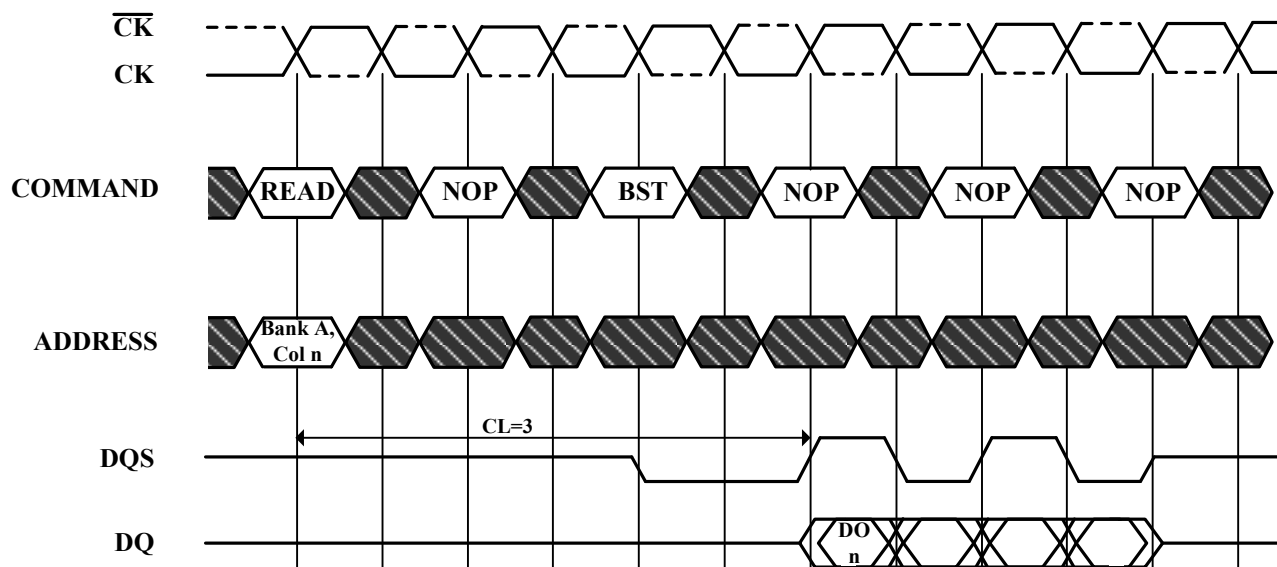 CK
CK
COMMAND
READ NOP BST NOP NOP NOP
ADDRESS
Bank A,
Col n
CL=3
DQS
DQ
DO
n